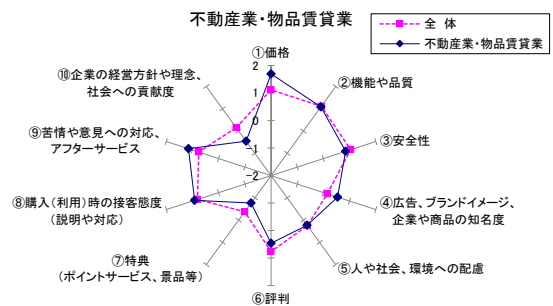 不動産業・物品賃貸業
全 体
不動産業・物品賃貸業
①価格
②機能や品質
③安全性
④広告、ブランドイメージ、
企業や商品の知名度
⑤人や社会、環境への配慮
⑥評判
⑦特典
(ポイントサービス、景品等)
⑧購入(利用)時の接客態度
(説明や対応)
⑨苦情や意見への対応、
アフターサービス
⑩企業の経営方針や理念、
社会への貢献度
2
1
0
-1
-2